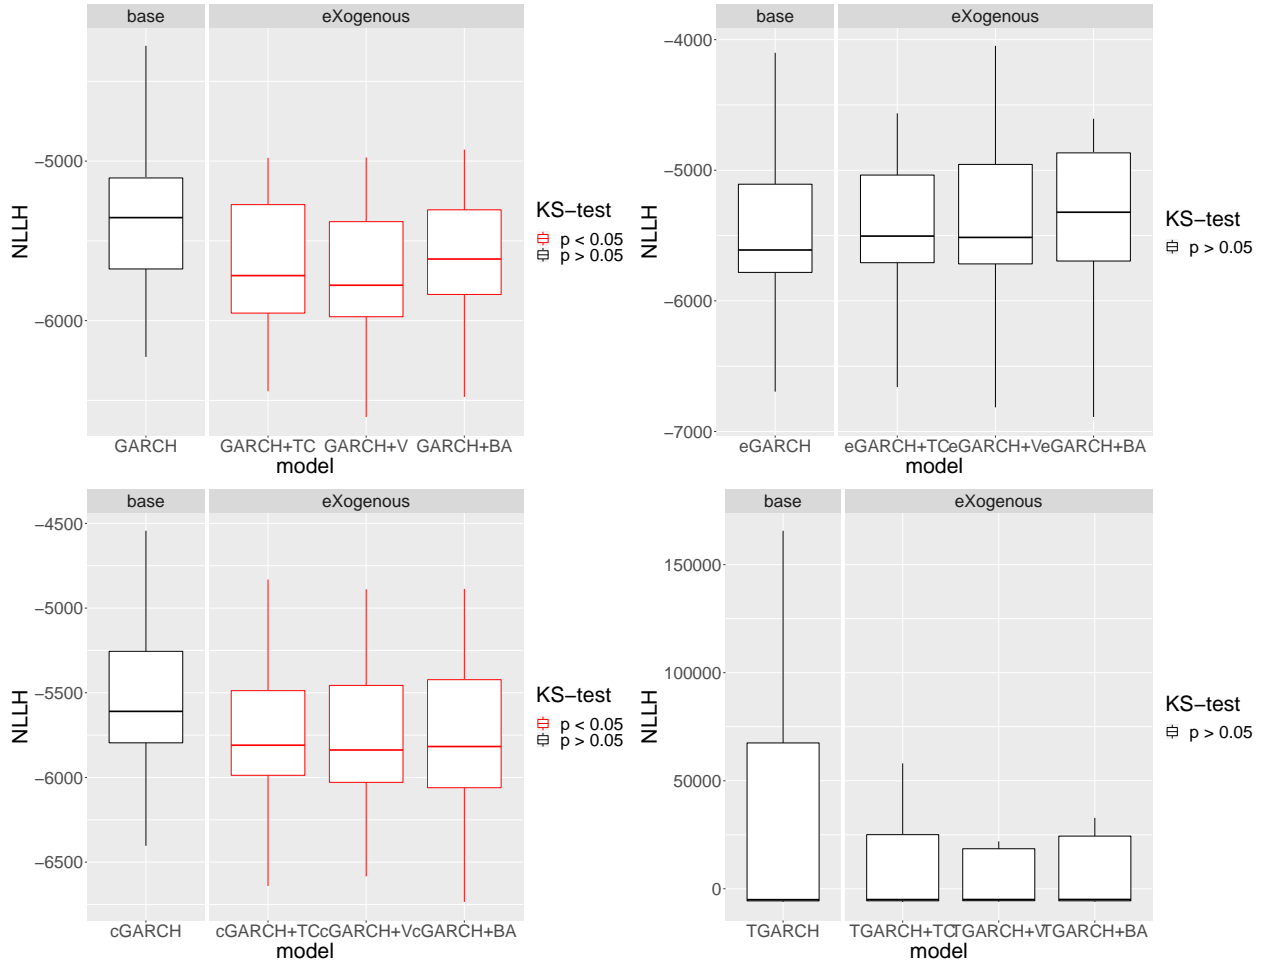 base eXogenous
−5000
−6000
NLLH
GARCH GARCH+TC GARCH+V GARCH+BA
model
KS−test
p < 0.05
p > 0.05
base eXogenous
−4000
−5000
−6000
−7000
NLLH
eGARCH eGARCH+TC eGARCH+V eGARCH+BA
model
KS−test
p > 0.05
base eXogenous
−4500
−5000
−5500
−6000
−6500
NLLH
cGARCH cGARCH+TC cGARCH+V cGARCH+BA
model
KS−test
p < 0.05
p > 0.05
base eXogenous
150000
100000
50000
0
NLLH
TGARCH TGARCH+TC TGARCH+V TGARCH+BA
model
KS−test
p > 0.05